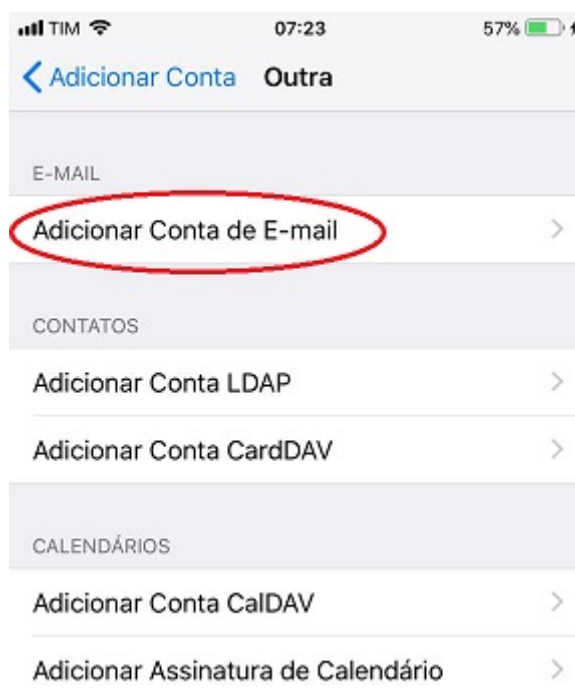 TIM 07:23 57%
Adicionar Conta Outra
E-MAIL
Adicionar Conta de E-mail
CONTATOS
Adicionar Conta LDAP
Adicionar Conta CardDAV
CALENDÁRIOS
Adicionar Conta CalDAV
Adicionar Assinatura de Calendário